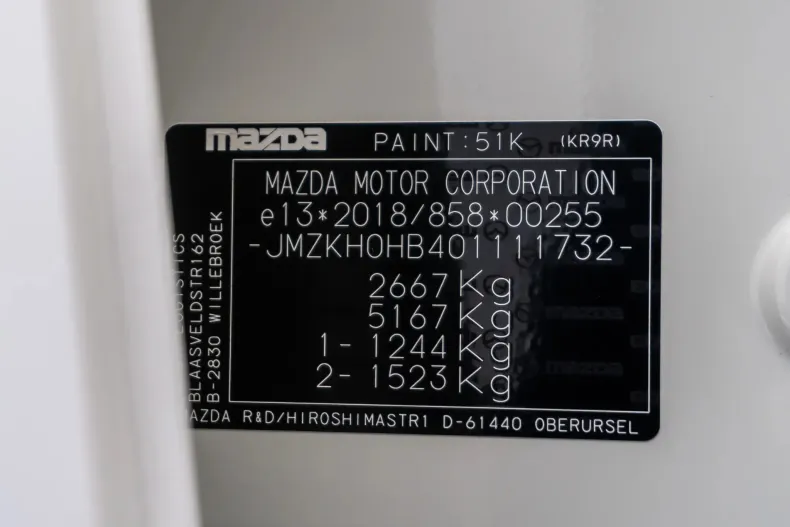 mazda PAINT:51K (KR9R)
MAZDA MOTOR CORPORATION
e13*2018/858*00255
-JMZKH0HB401111732-
2667Kg
5167Kg
1- 1244Kg
2- 1523Kg
BLAASVELDSTR162
B-2830 WILLEBROEK
MAZDA R&D/HIROSHIMASTR1 D-61440 OBERURSEL